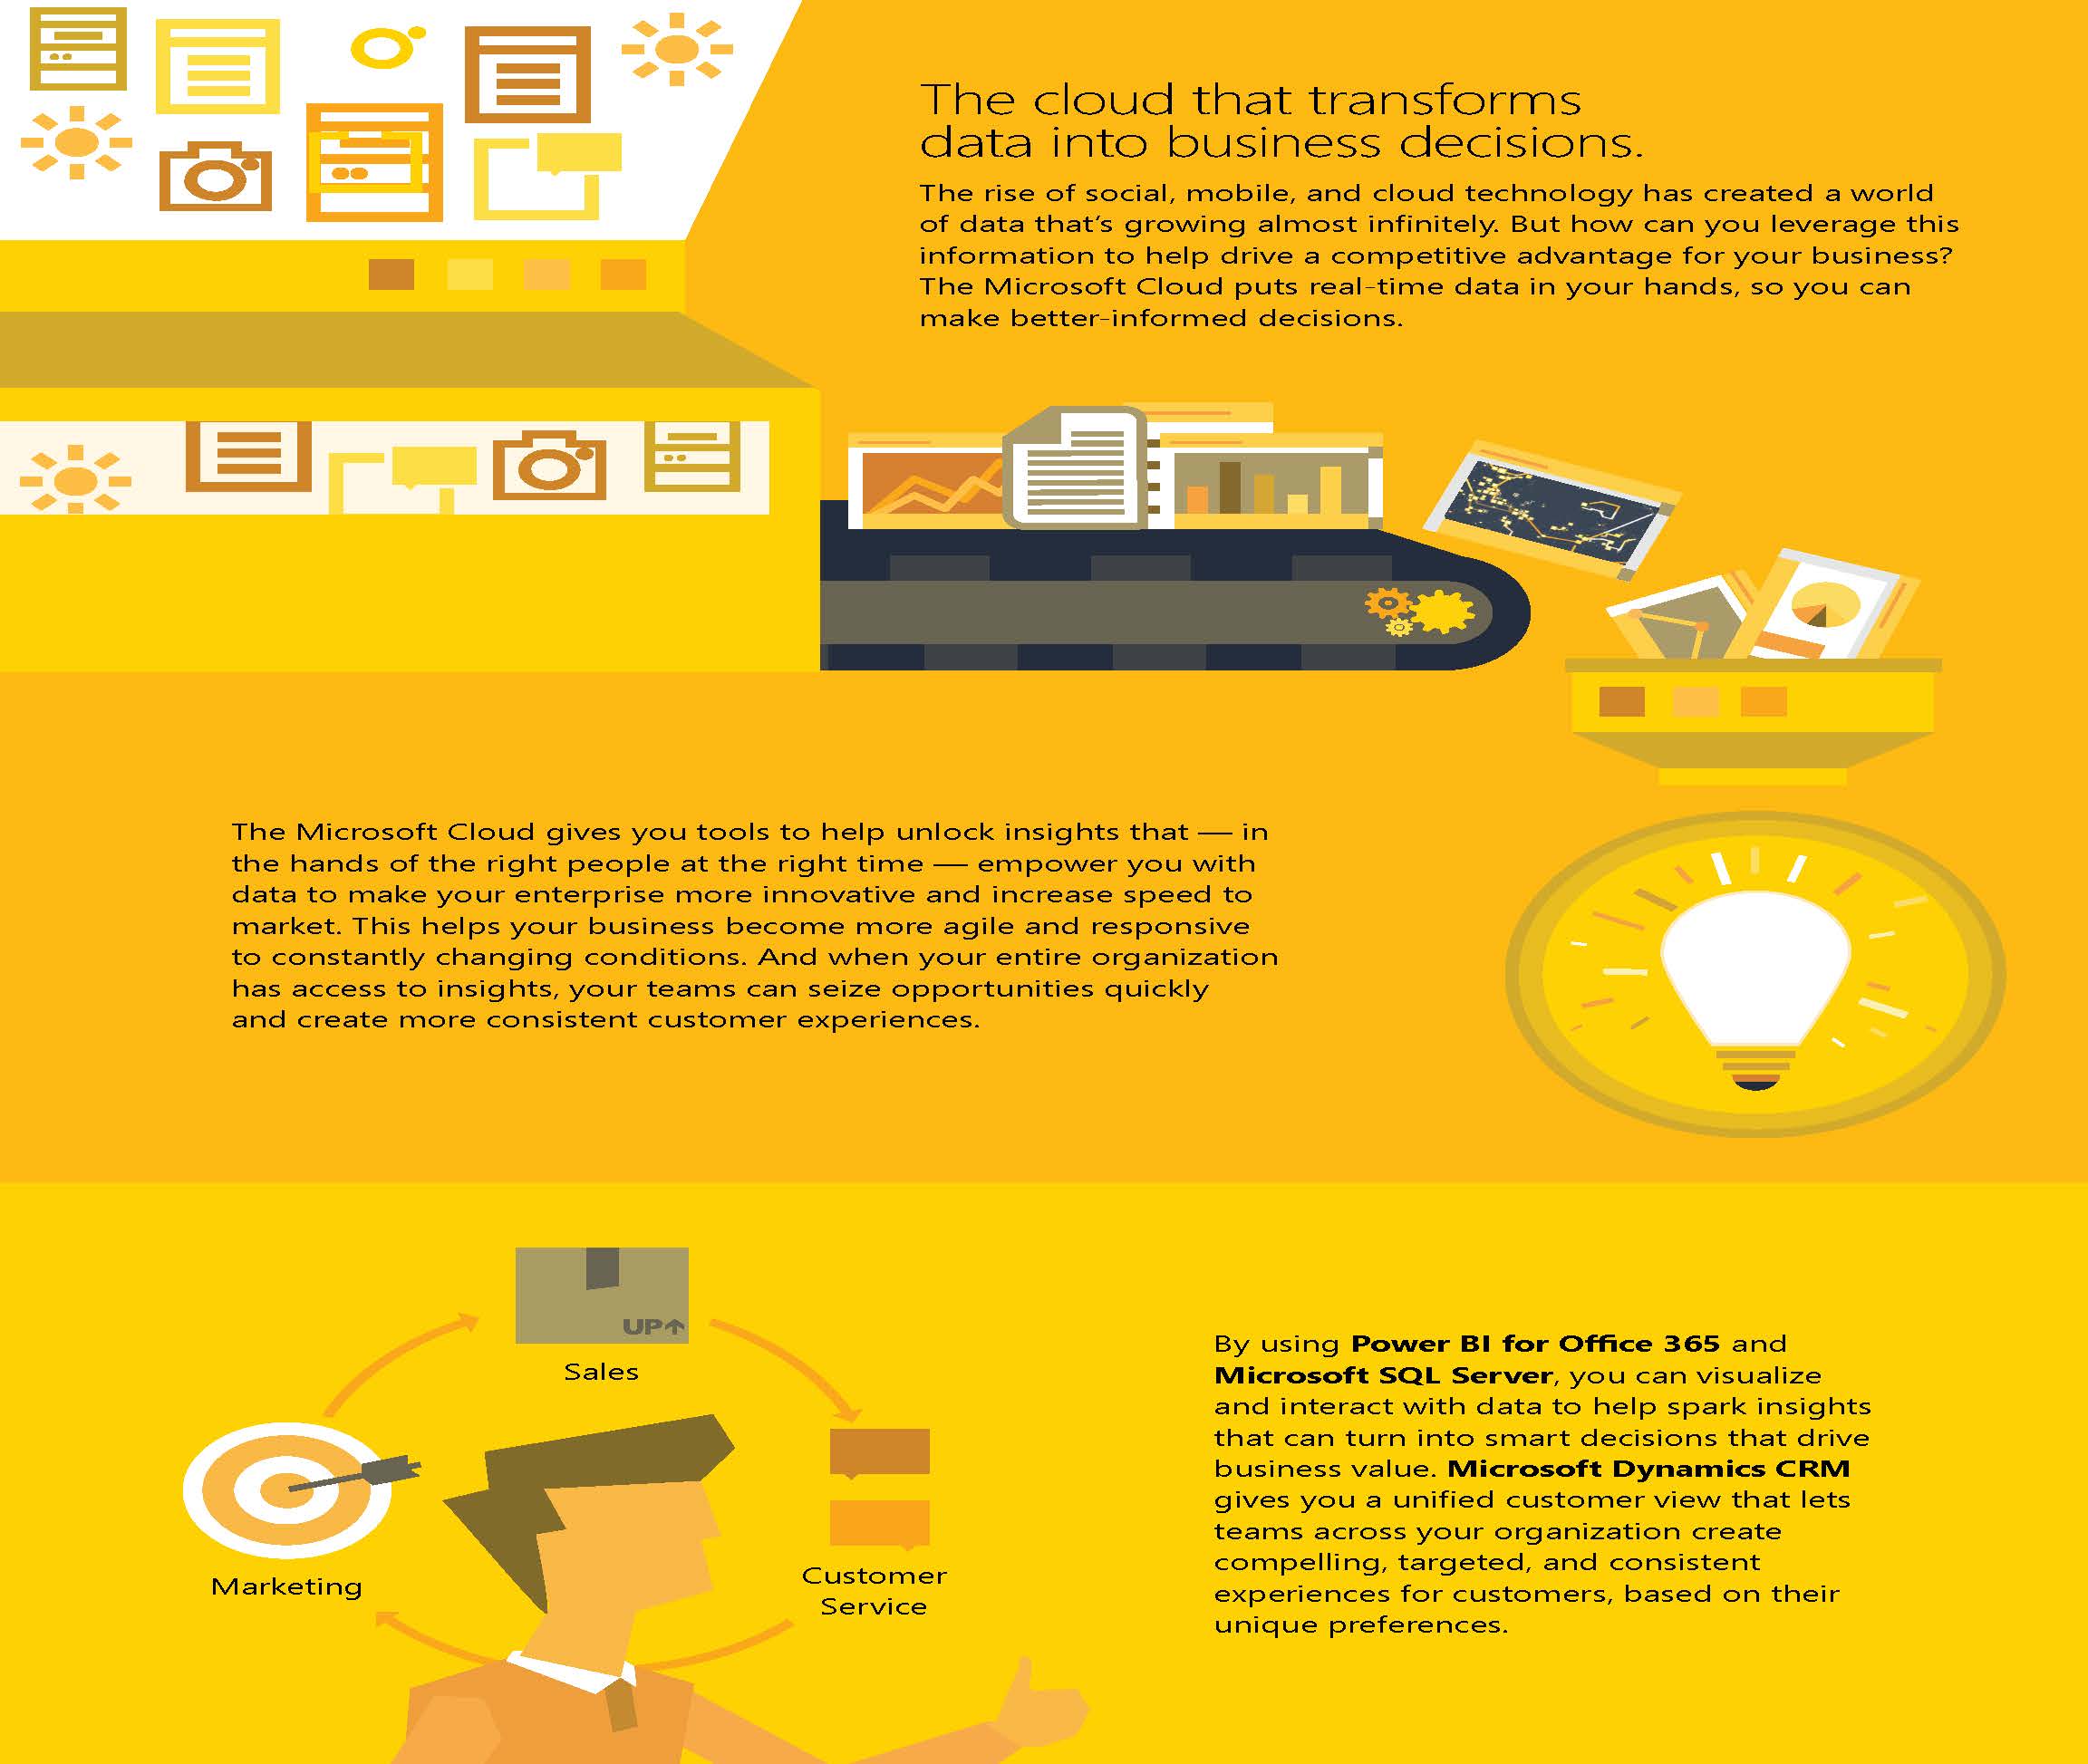 The cloud that transforms
data into business decisions.
The rise of social, mobile, and cloud technology has created a world
of data that's growing almost infinitely. But how can you leverage this
information to help drive a competitive advantage for your business?
The Microsoft Cloud puts real-time data in your hands, so you can
make better-informed decisions.
The Microsoft Cloud gives you tools to help unlock insights that — in
the hands of the right people at the right time — empower you with
data to make your enterprise more innovative and increase speed to
market. This helps your business become more agile and responsive
to constantly changing conditions. And when your entire organization
has access to insights, your teams can seize opportunities quickly
and create more consistent customer experiences.
UP
Sales
Marketing
Customer
Service
By using Power BI for Office 365 and
Microsoft SQL Server, you can visualize
and interact with data to help spark insights
that can turn into smart decisions that drive
business value. Microsoft Dynamics CRM
gives you a unified customer view that lets
teams across your organization create
compelling, targeted, and consistent
experiences for customers, based on their
unique preferences.